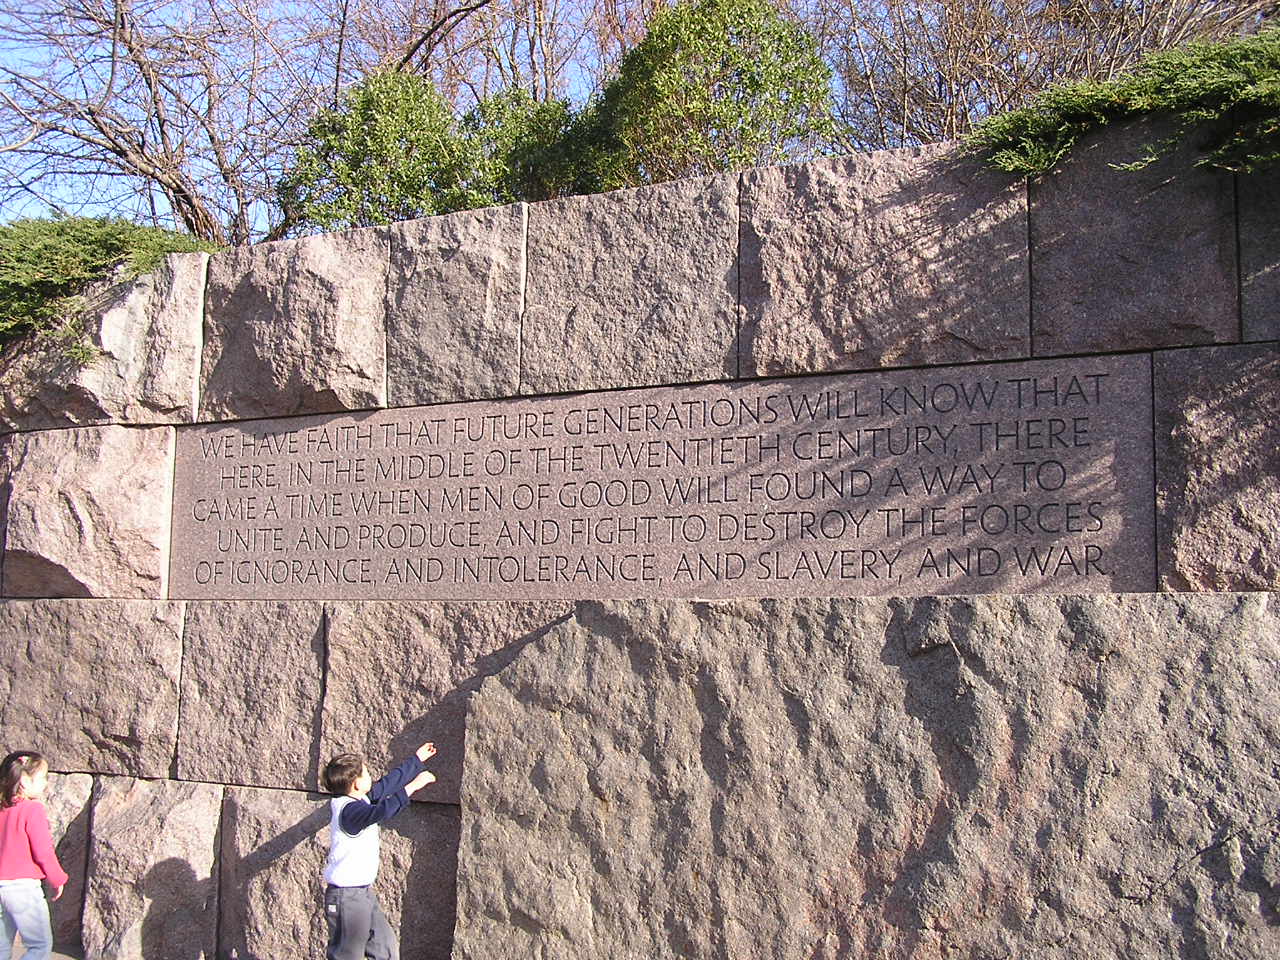 WE HAVE FAITH THAT FUTURE GENERATIONS WILL KNOW THAT
HERE, IN THE MIDDLE OF THE TWENTIETH CENTURY, THERE
CAME A TIME WHEN MEN OF GOOD WILL FOUND A WAY TO
UNITE, AND PRODUCE, AND FIGHT TO DESTROY THE FORCES
OF IGNORANCE, AND INTOLERANCE, AND SLAVERY, AND WAR.